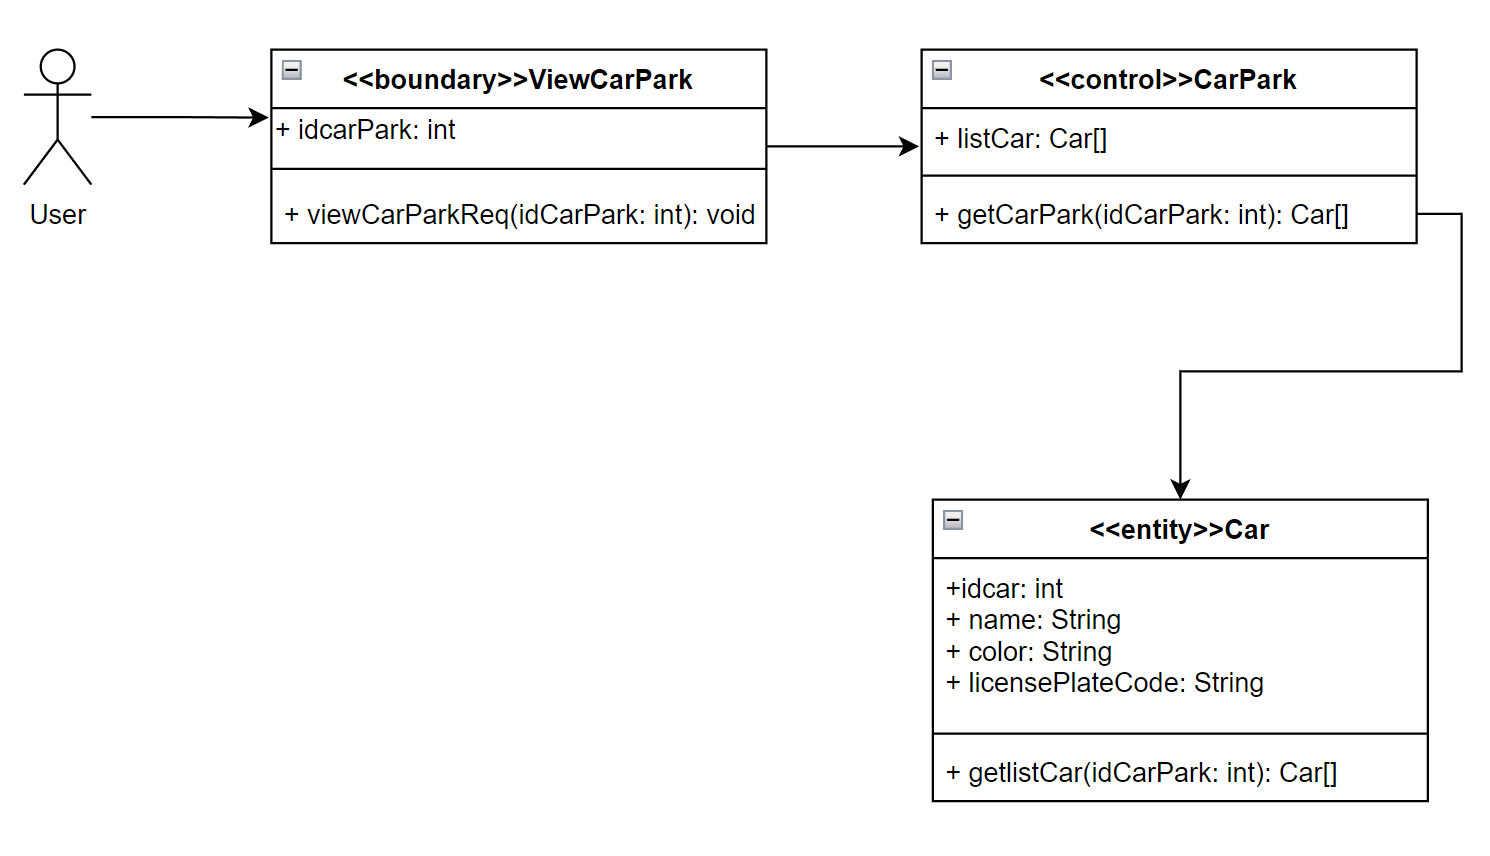 User
<<boundary>>ViewCarPark
+ idcarPark: int
+ viewCarParkReq(idCarPark: int): void
<<control>>CarPark
+ listCar: Car[]
+ getCarPark(idCarPark: int): Car[]
<<entity>>Car
+idcar: int
+ name: String
+ color: String
+ licensePlateCode: String
+ getlistCar(idCarPark: int): Car[]